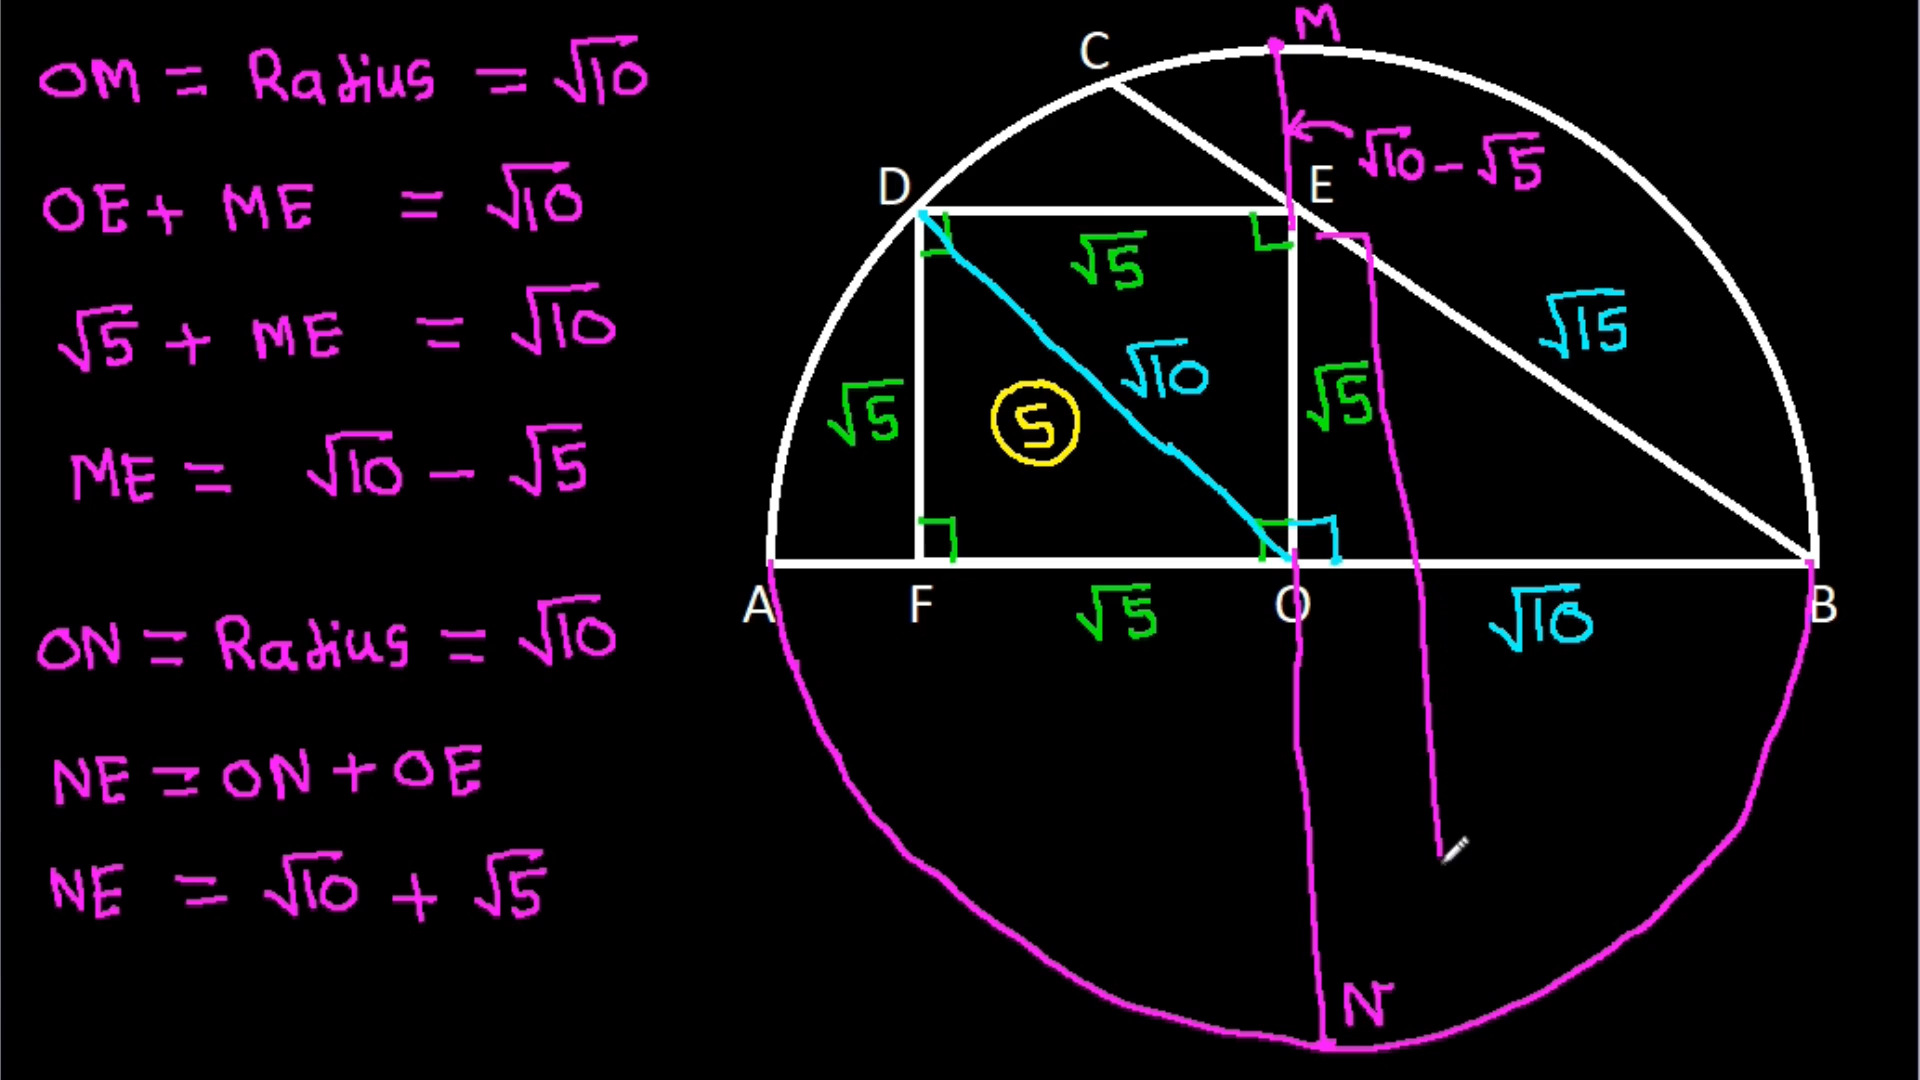 OM = Radius = √10
OE + ME = √10
√5 + ME = √10
ME = √10 - √5
ON = Radius = √10
NE = ON + OE
NE = √10 + √5
M
C
√10 - √5
D
E
√5
√15
√10
√5
√5
5
A
F
O
B
√5
√10
N